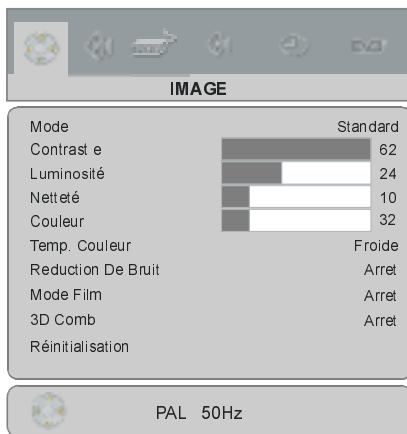 IMAGE
Mode Standard
Contrast e 62
Luminosité 24
Netteté 10
Couleur 32
Temp. Couleur Froide
Reduction De Bruit Arret
Mode Film Arret
3D Comb Arret
Réinitialisation
PAL 50Hz